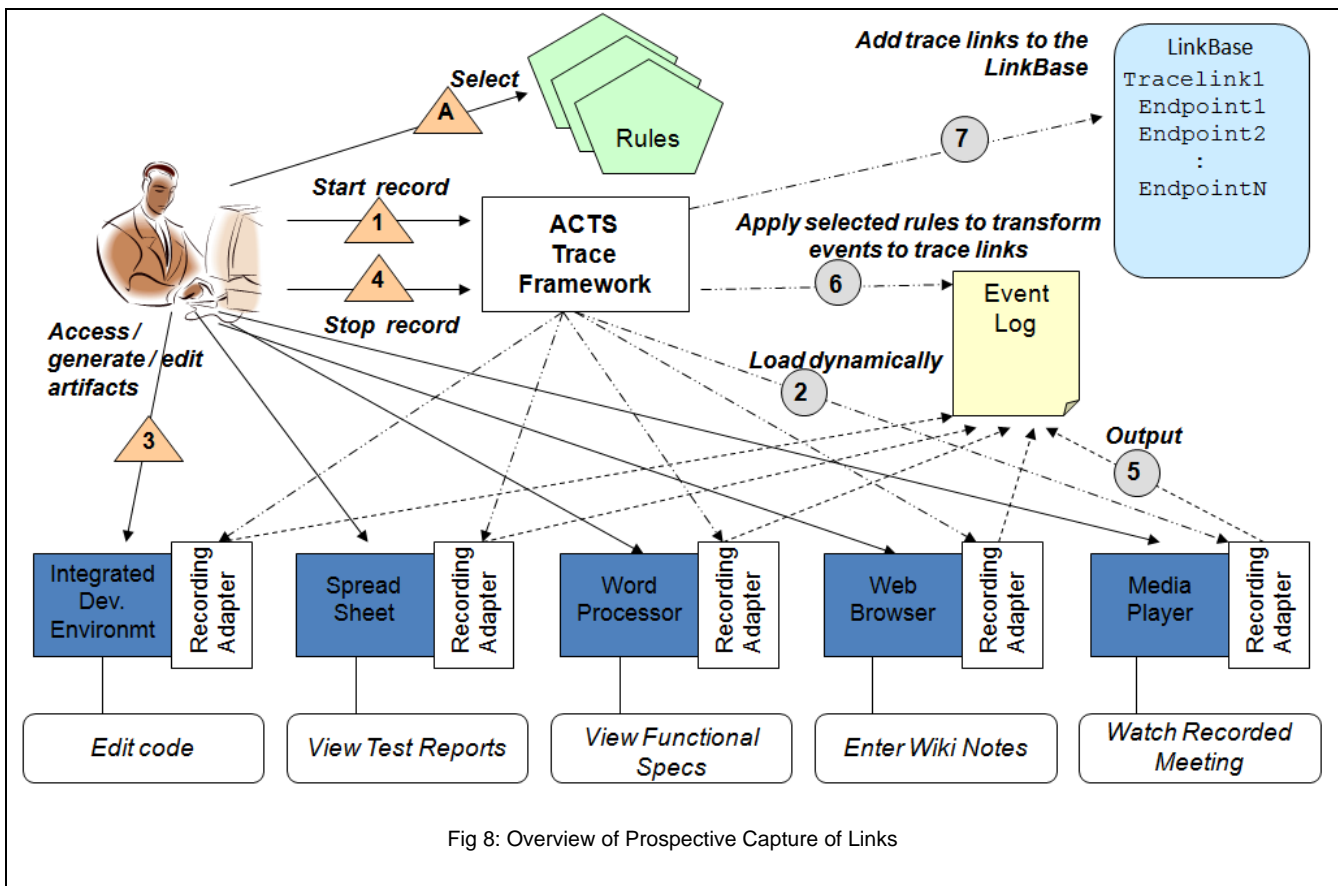 Add trace links to the
LinkBase
LinkBase
Tracelink1
Endpoint1
Endpoint2
:
EndpointN
Select
A
Rules
7
Start record
1
4
Stop record
ACTS
Trace
Framework
Apply selected rules to transform
events to trace links
6
Event
Log
Access /
generate / edit
artifacts
3
Load dynamically
2
Output
5
Integrated
Dev.
Environmt
Recording
Adapter
Spread
Sheet
Recording
Adapter
Word
Processor
Recording
Adapter
Web
Browser
Recording
Adapter
Media
Player
Recording
Adapter
Edit code
View Test Reports
View Functional
Specs
Enter Wiki Notes
Watch Recorded
Meeting
Fig 8: Overview of Prospective Capture of Links